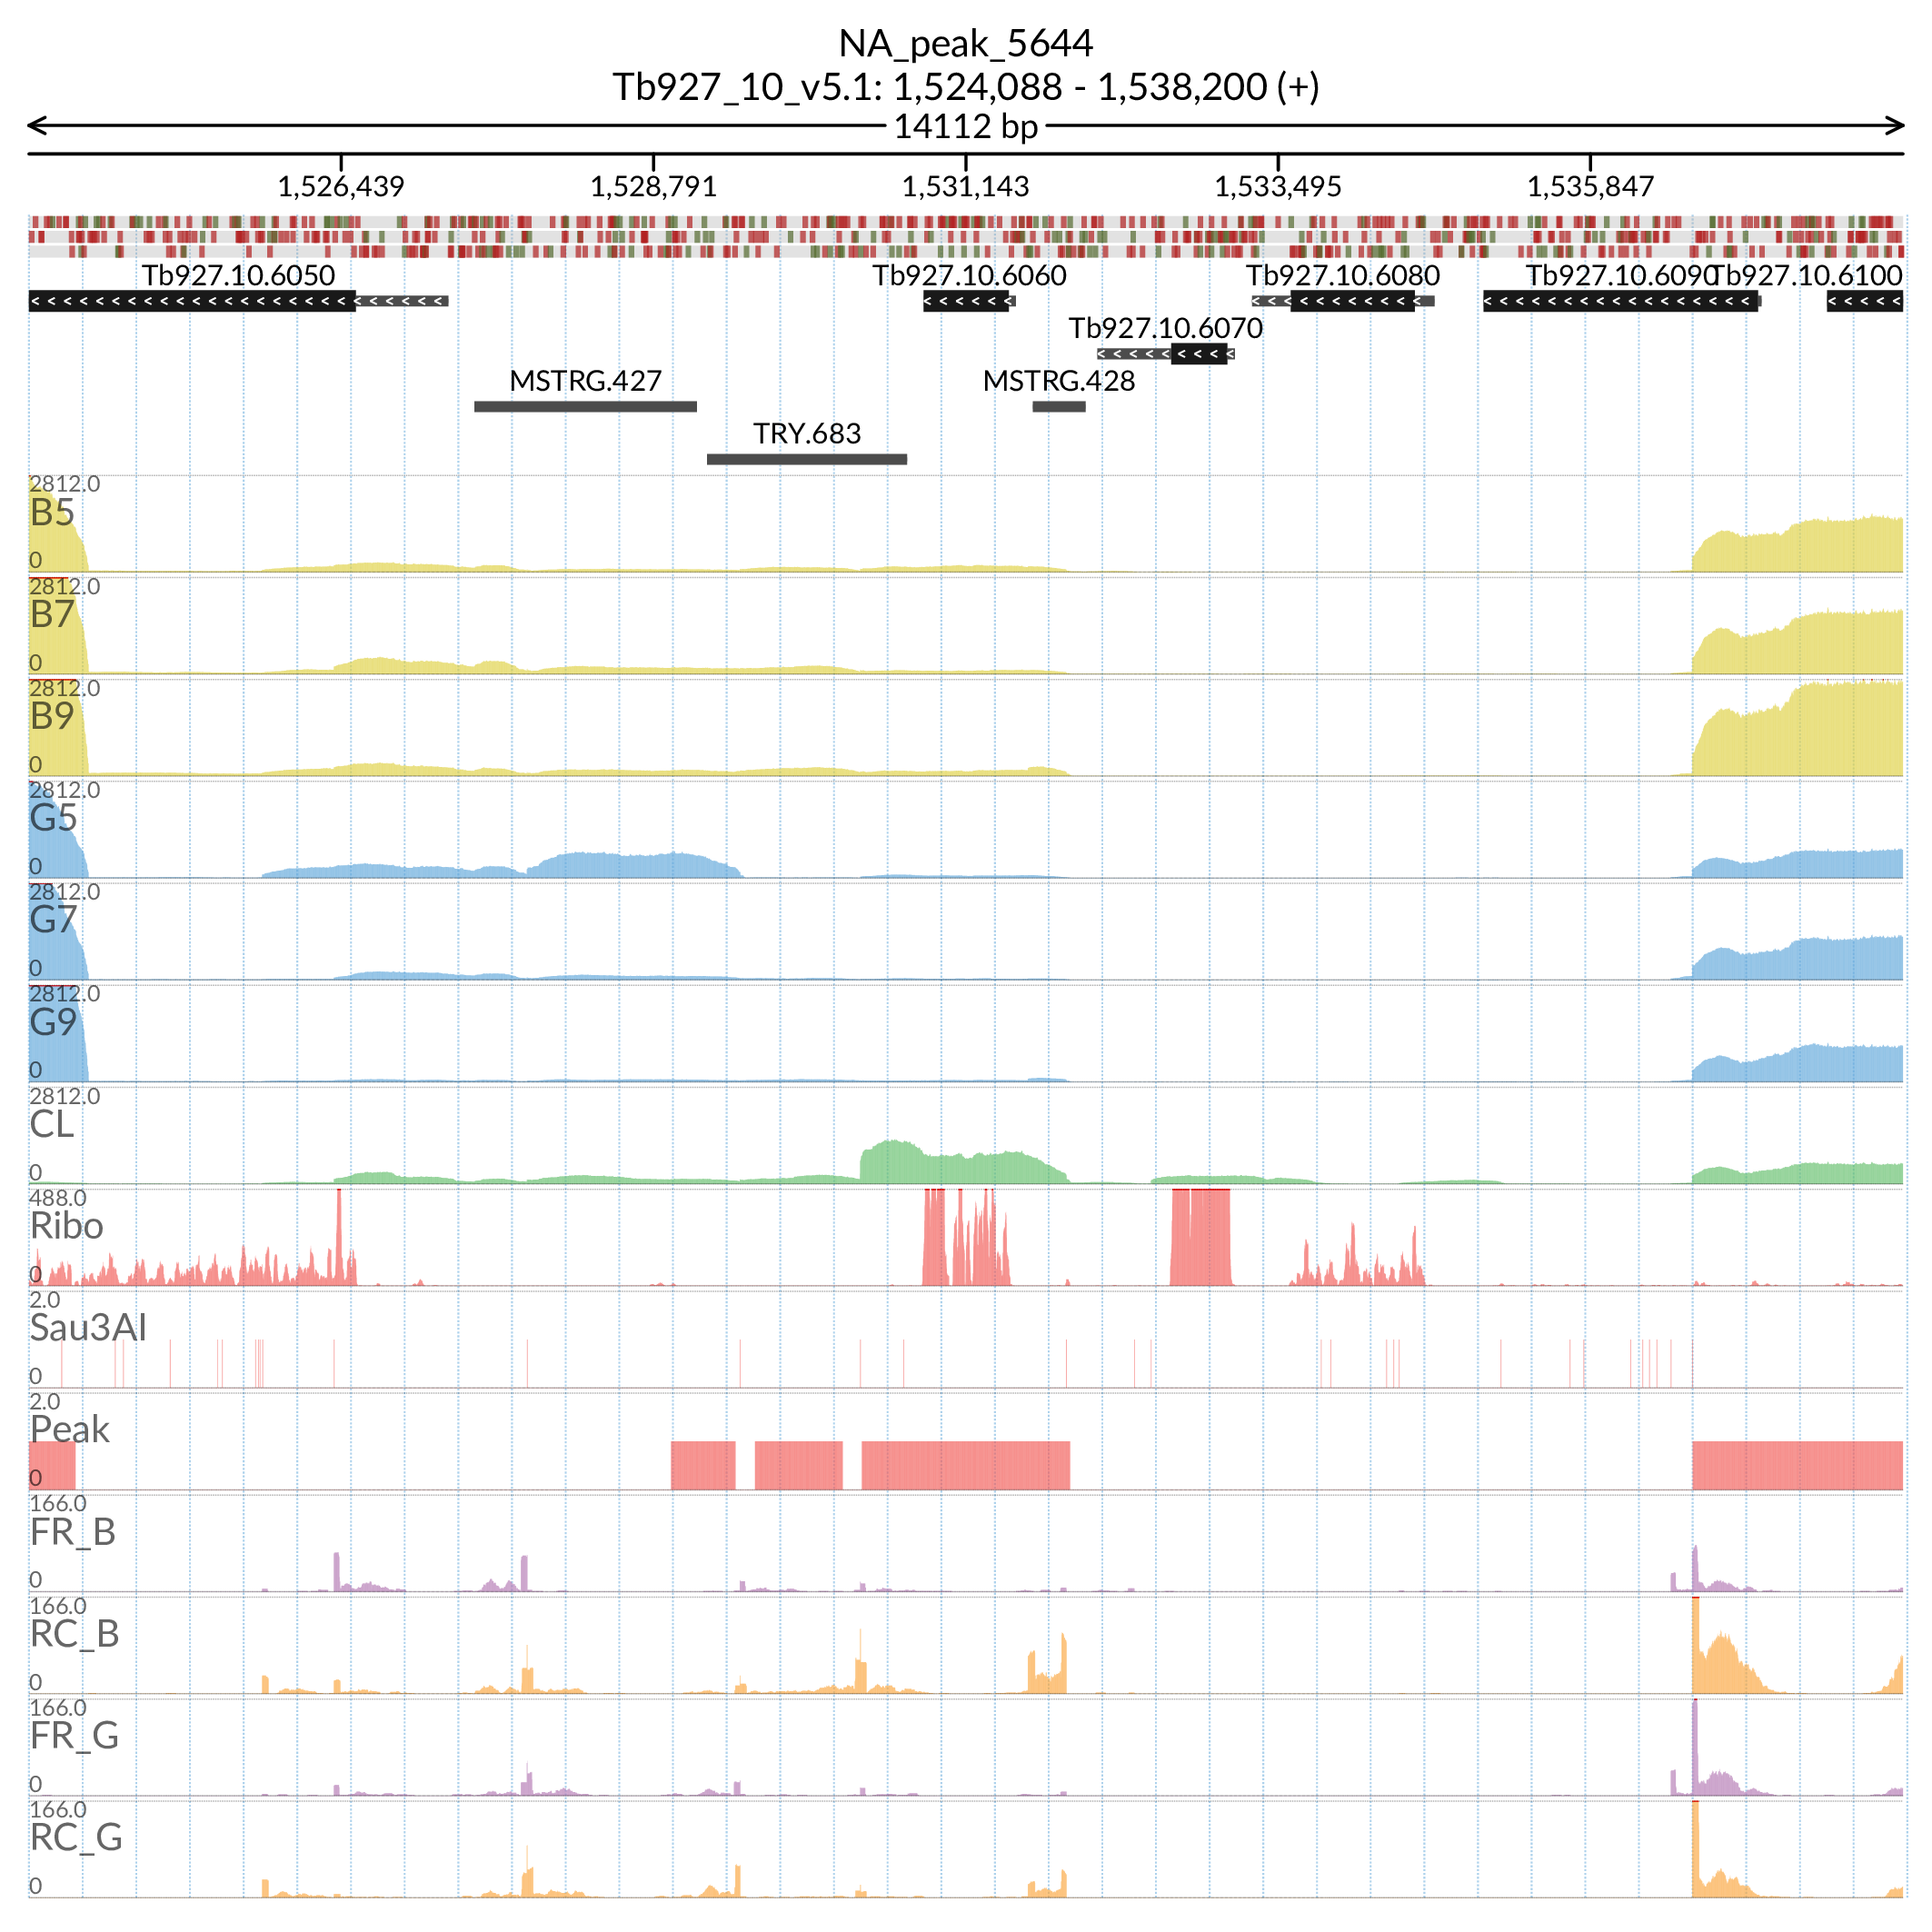 NA_peak_5644
Tb927_10_v5.1: 1,524,088 - 1,538,200 (+)
14112 bp
1,526,439 1,528,791 1,531,143 1,533,495 1,535,847
Tb927.10.6050 Tb927.10.6060 Tb927.10.6080 Tb927.10.6090 Tb927.10.6100
Tb927.10.6070
MSTRG.427 MSTRG.428
TRY.683
2812.0
B5
0
2812.0
B7
0
2812.0
B9
0
2812.0
G5
0
2812.0
G7
0
2812.0
G9
0
2812.0
CL
0
488.0
Ribo
0
2.0
Sau3AI
0
2.0
Peak
0
166.0
FR_B
0
166.0
RC_B
0
166.0
FR_G
0
166.0
RC_G
0